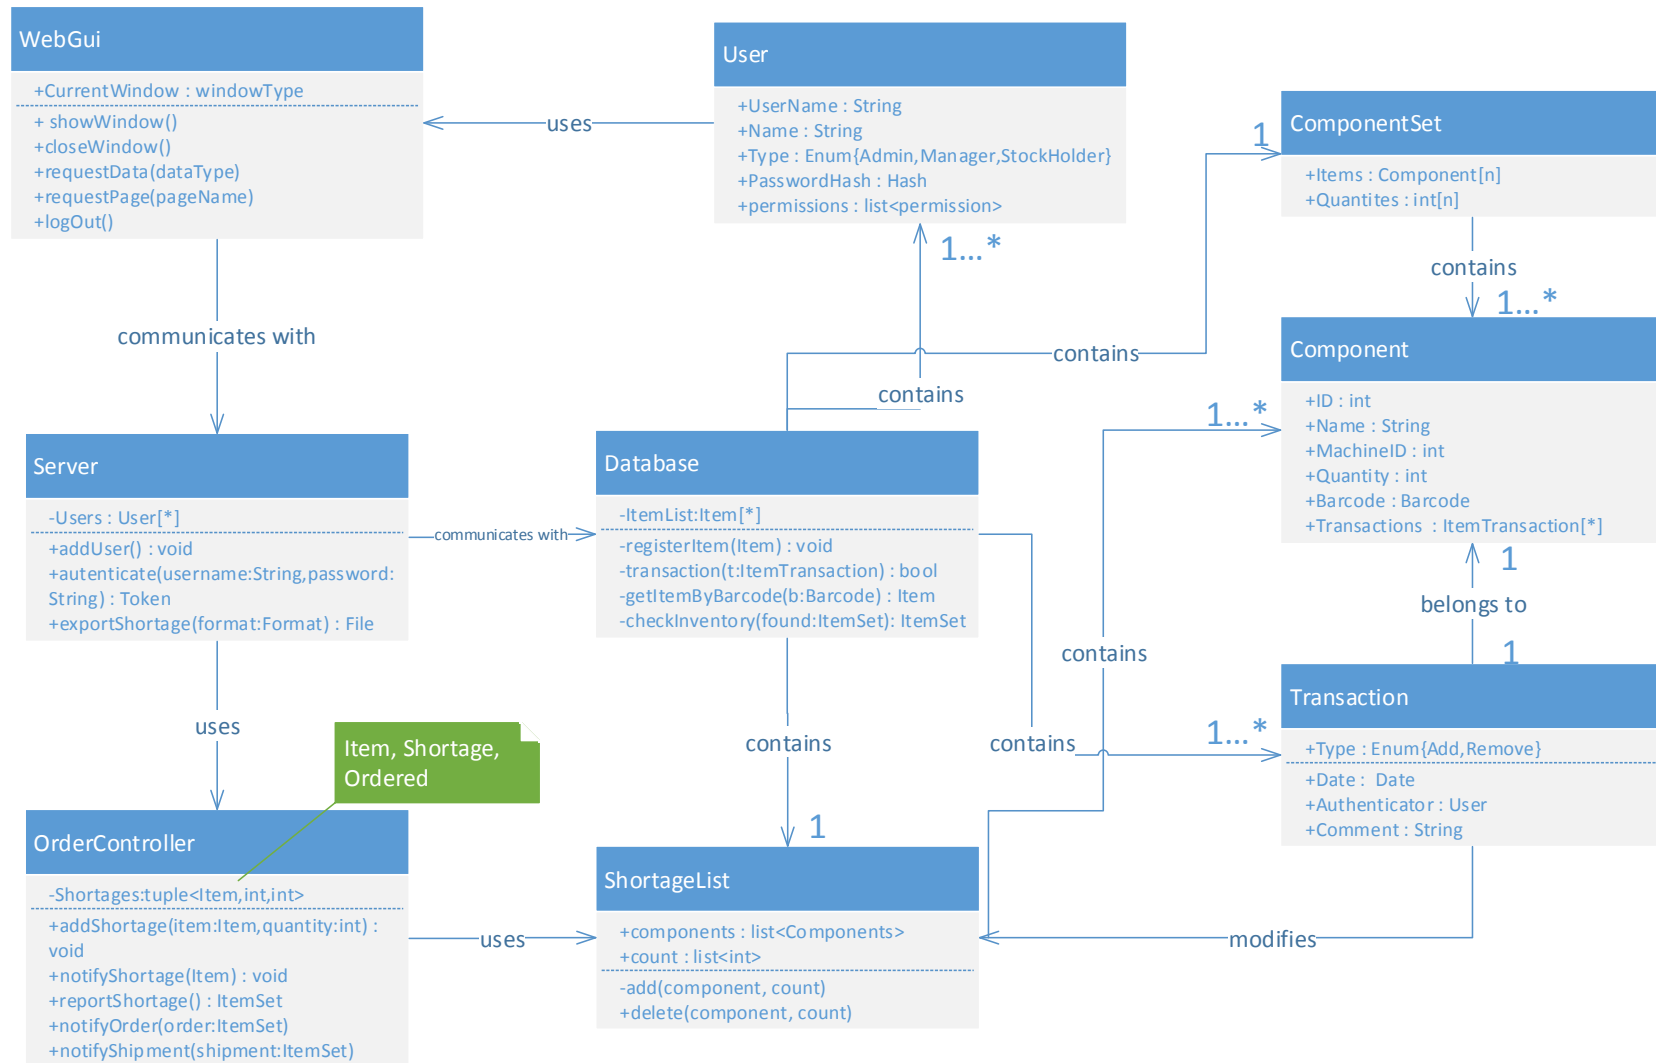 WebGui
+CurrentWindow : windowType
+ showWindow()
+closeWindow()
+requestData(dataType)
+requestPage(pageName)
+logOut()
uses
User
+UserName : String
+Name : String
+Type : Enum{Admin,Manager,StockHolder}
+PasswordHash : Hash
+permissions : list<permission>
1...*
1
ComponentSet
+Items : Component[n]
+Quantites : int[n]
contains
1...*
communicates with
contains
contains
Component
+ID : int
+Name : String
+MachineID : int
+Quantity : int
+Barcode : Barcode
+Transactions : ItemTransaction[*]
1...*
1
belongs to
1
Server
-Users : User[*]
+addUser() : void
+autenticate(username:String,password:
String) : Token
+exportShortage(format:Format) : File
communicates with
Database
-ItemList:Item[*]
-registerItem(Item) : void
-transaction(t:ItemTransaction) : bool
-getItemByBarcode(b:Barcode) : Item
-checkInventory(found:ItemSet): ItemSet
contains
uses
Item, Shortage,
Ordered
contains
contains
1...*
Transaction
+Type : Enum{Add,Remove}
+Date : Date
+Authenticator : User
+Comment : String
1
OrderController
-Shortages:tuple<Item,int,int>
+addShortage(item:Item,quantity:int) :
void
+notifyShortage(Item) : void
+reportShortage() : ItemSet
+notifyOrder(order:ItemSet)
+notifyShipment(shipment:ItemSet)
uses
ShortageList
+components : list<Components>
+count : list<int>
-add(component, count)
+delete(component, count)
modifies